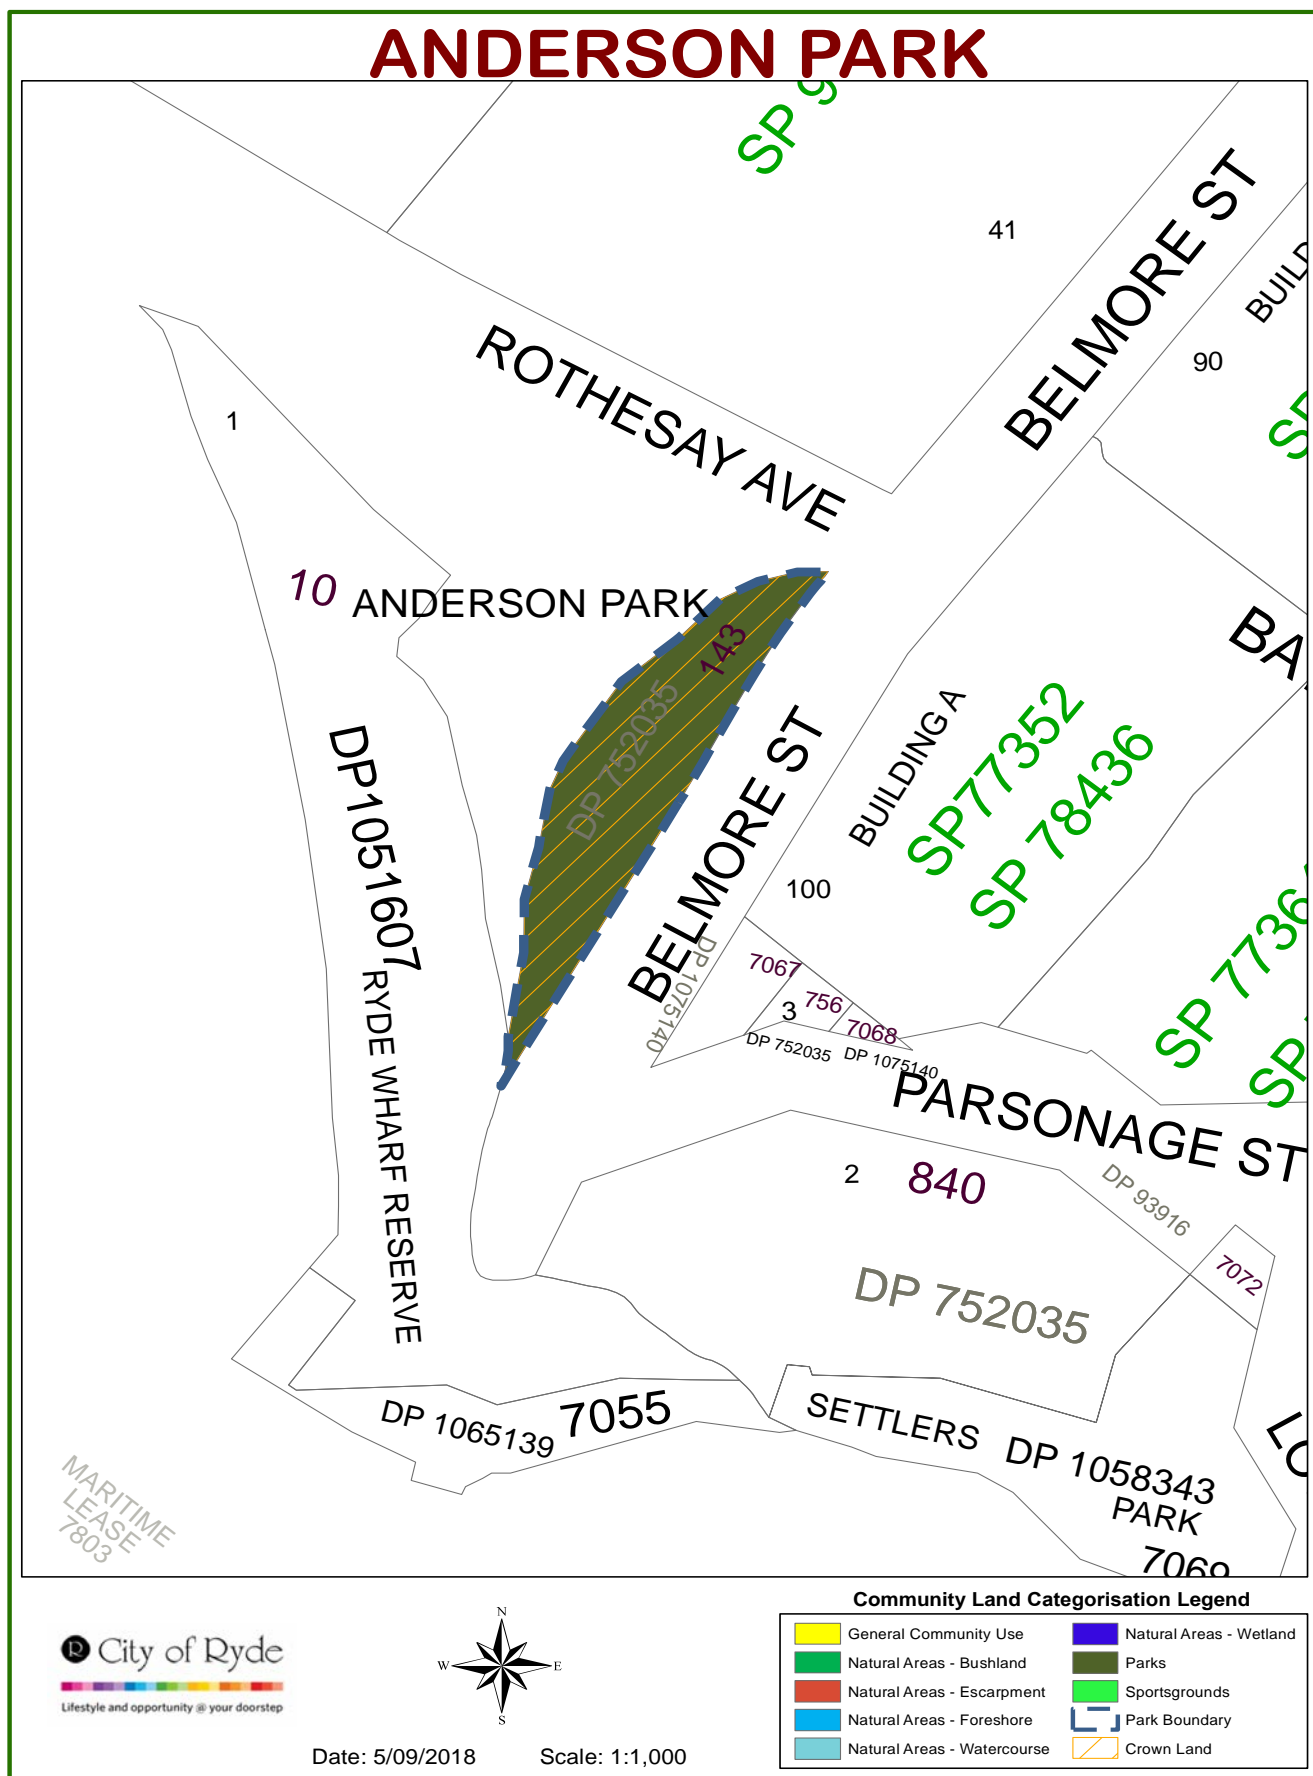 ANDERSON PARK
SP 9
41
BELMORE ST
90
ROTHESAY AVE
1
10
ANDERSON PARK
143
DP 752035
DP1051607
RYDE WHARF RESERVE
BELMORE ST
BUILDING A
SP77352
SP 78436
100
DP 1075140
7067
756
3
7068
DP 752035
DP 1075140
PARSONAGE ST
2
840
DP 93916
7072
DP 752035
DP 1065139
7055
SETTLERS
DP 1058343
PARK
7069
MARITIME
LEASE
7803
R City of Ryde
Lifestyle and opportunity @ your doorstep
N
W
E
S
Date: 5/09/2018
Scale: 1:1,000
Community Land Categorisation Legend
General Community Use
Natural Areas - Bushland
Natural Areas - Escarpment
Natural Areas - Foreshore
Natural Areas - Watercourse
Natural Areas - Wetland
Parks
Sportsgrounds
Park Boundary
Crown Land